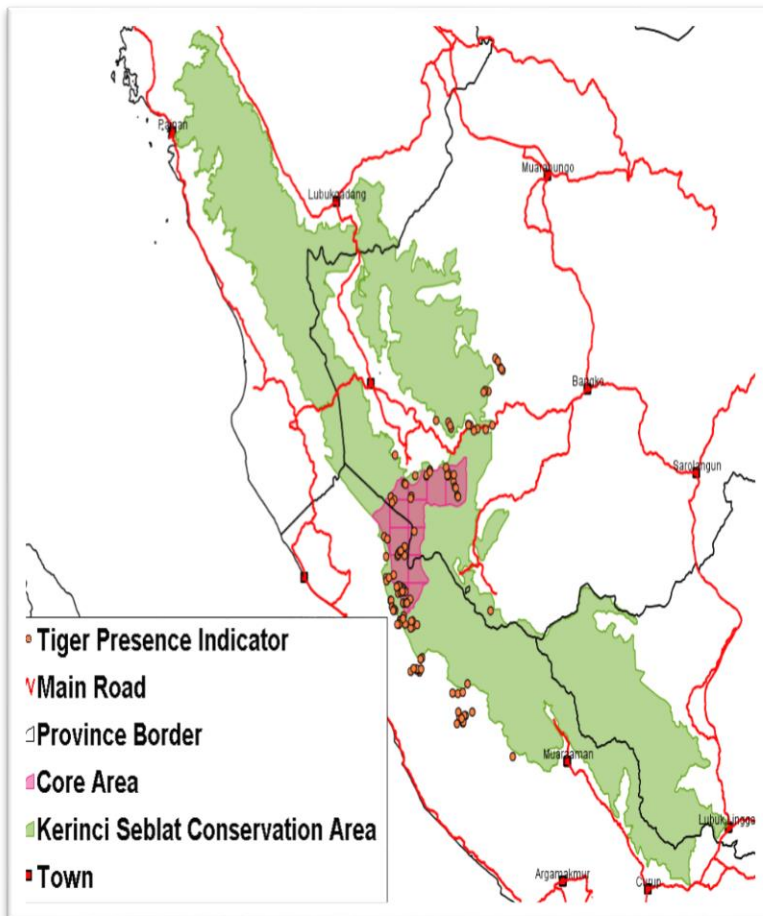 Painan
Lubukgadang
Muarabungo
Bangko
Sarolangun
Tiger Presence Indicator
Main Road
Province Border
Core Area
Kerinci Seblat Conservation Area
Town
Muaraaman
Lubuk Lingga
Argamakmur
Curup